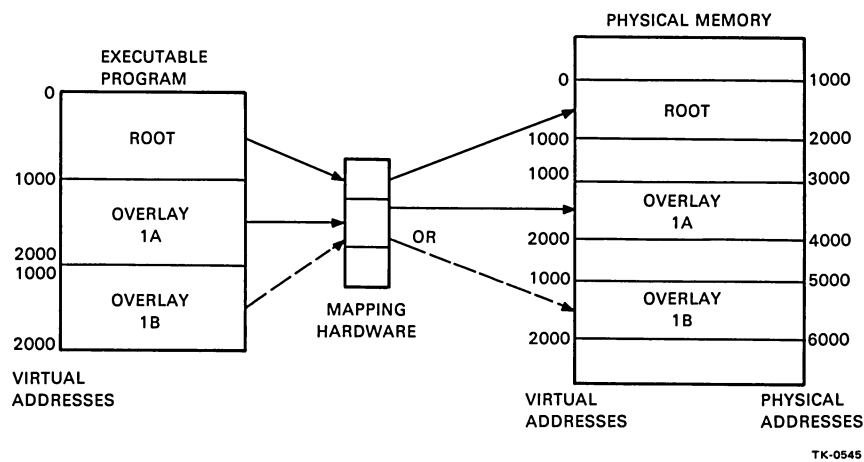 PHYSICAL MEMORY
EXECUTABLE
PROGRAM
0
ROOT
1000
OVERLAY
1A
2000
1000
OVERLAY
1B
2000
VIRTUAL
ADDRESSES
OR
MAPPING
HARDWARE
0
1000
ROOT
1000
2000
1000
3000
OVERLAY
1A
2000
4000
1000
5000
OVERLAY
1B
2000
6000
VIRTUAL
ADDRESSES
PHYSICAL
ADDRESSES
TK-0545